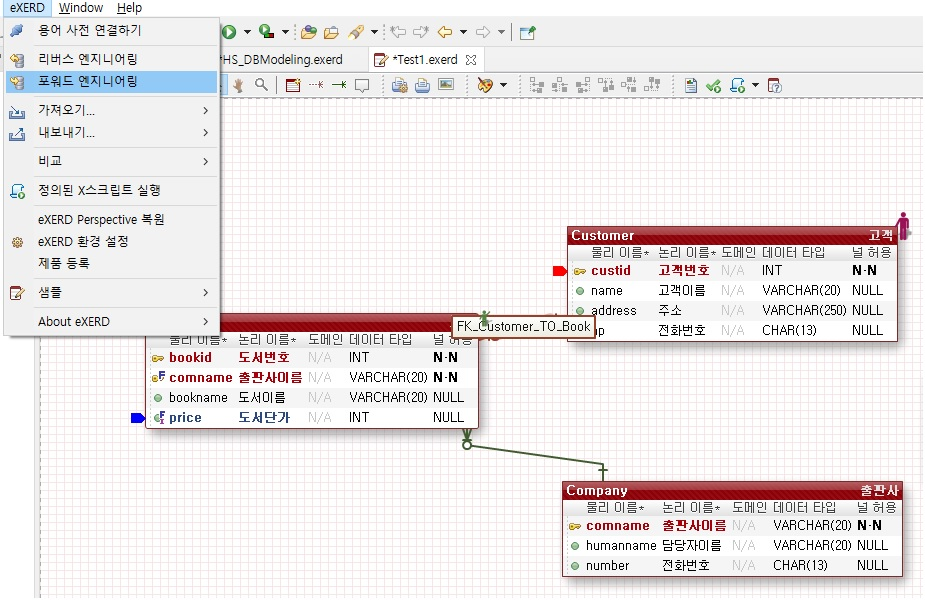 eXERD Window Help
용어 사전 연결하기
리버스 엔지니어링
포워드 엔지니어링
가져오기...
내보내기...
비교
정의된 X스크립트 실행
eXERD Perspective 복원
eXERD 환경 설정
제품 등록
샘플
About eXERD
HS_DBModeling.exerd
*Test1.exerd
Customer 고객
물리 이름* 논리 이름* 도메인 데이터 타입 널 허용
custid 고객번호 N/A INT N-N
name 고객이름 N/A VARCHAR(20) NULL
address 주소 N/A VARCHAR(250) NULL
전화번호 N/A CHAR(13) NULL
FK_Customer_TO_Book
물리 이름* 논리 이름* 도메인 데이터 타입 널 허용
bookid 도서번호 N/A INT N-N
comname 출판사이름 N/A VARCHAR(20) N-N
bookname 도서이름 N/A VARCHAR(20) NULL
price 도서단가 N/A INT NULL
Company 출판사
물리 이름* 논리 이름* 도메인 데이터 타입 널 허용
comname 출판사이름 N/A VARCHAR(20) N-N
humanname 담당자이름 N/A VARCHAR(20) NULL
number 전화번호 N/A CHAR(13) NULL